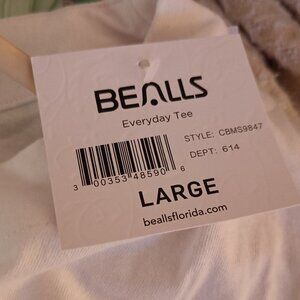 BEALLS
Everyday Tee
STYLE: CBMS9847
DEPT: 614
3 00353 48590 6
LARGE
beallsflorida.com